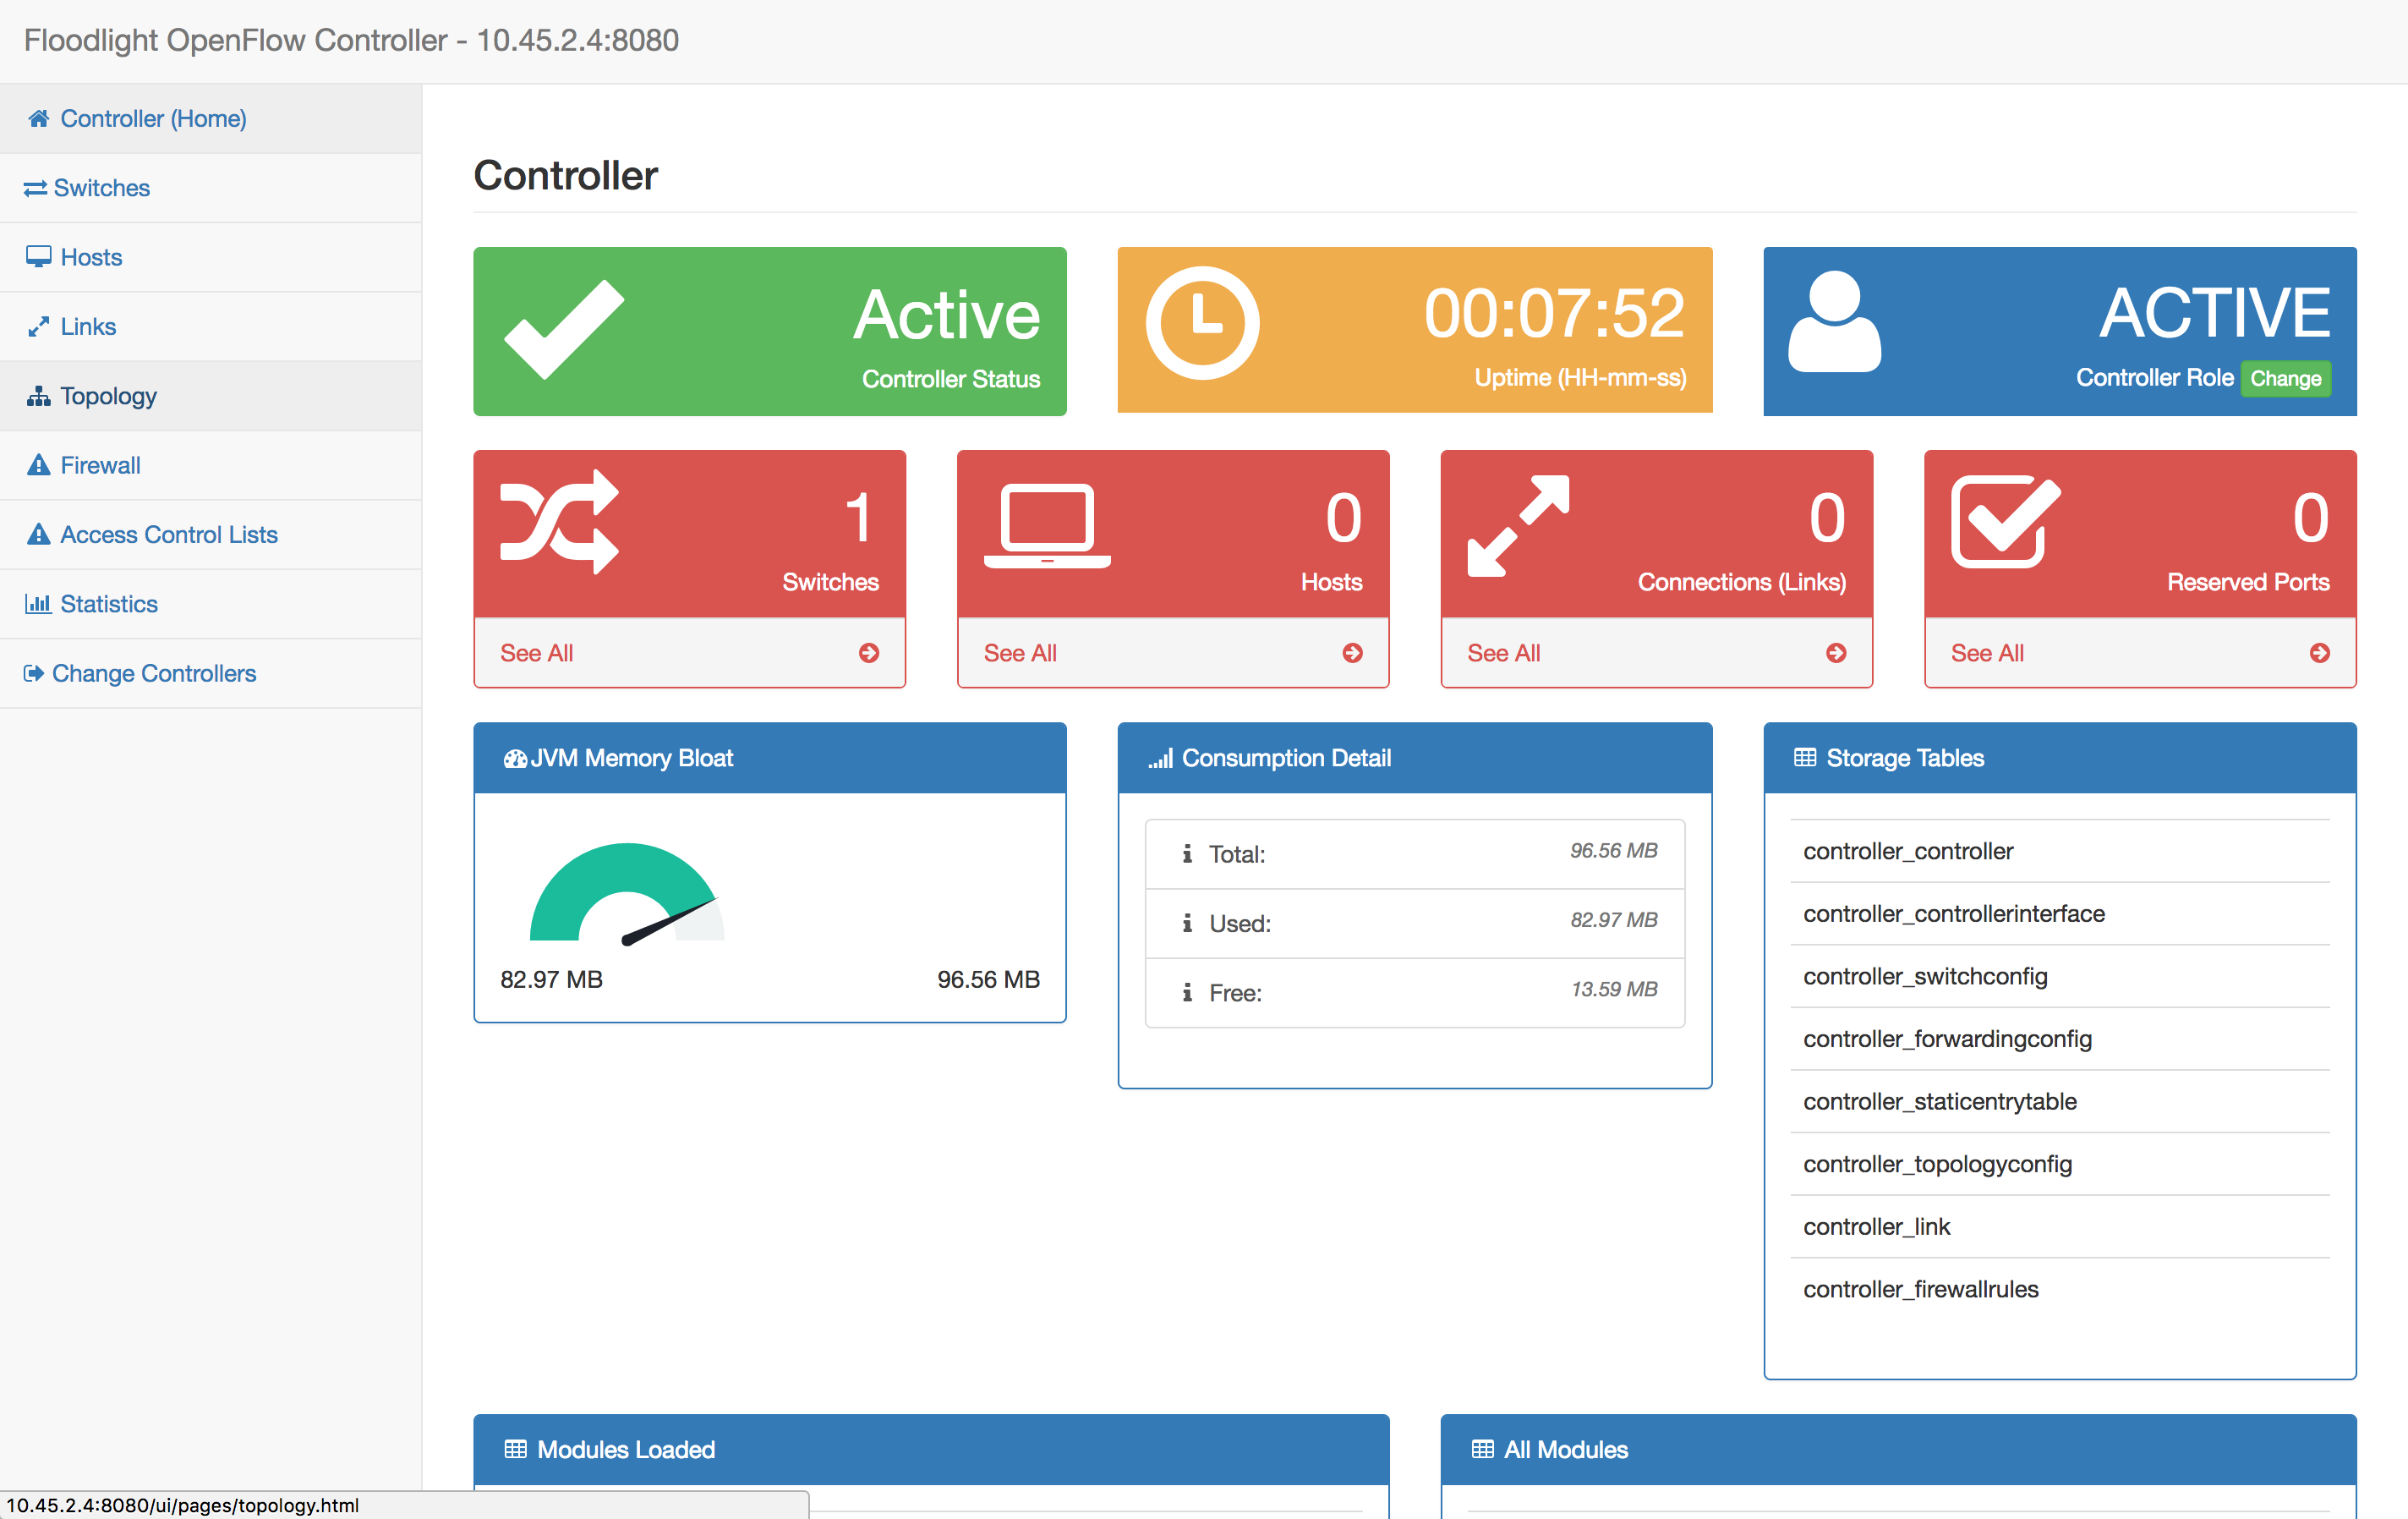 Floodlight OpenFlow Controller - 10.45.2.4:8080
Controller (Home)
Switches
Hosts
Links
Topology
Firewall
Access Control Lists
Statistics
Change Controllers
Controller
Active
Controller Status
00:07:52
Uptime (HH-mm-ss)
ACTIVE
Controller Role Change
1
Switches
See All
0
Hosts
See All
0
Connections (Links)
See All
0
Reserved Ports
See All
JVM Memory Bloat
82.97 MB 96.56 MB
Consumption Detail
Total: 96.56 MB
Used: 82.97 MB
Free: 13.59 MB
Storage Tables
controller_controller
controller_controllerinterface
controller_switchconfig
controller_forwardingconfig
controller_staticentrytable
controller_topologyconfig
controller_link
controller_firewallrules
Modules Loaded
All Modules
10.45.2.4:8080/ui/pages/topology.html